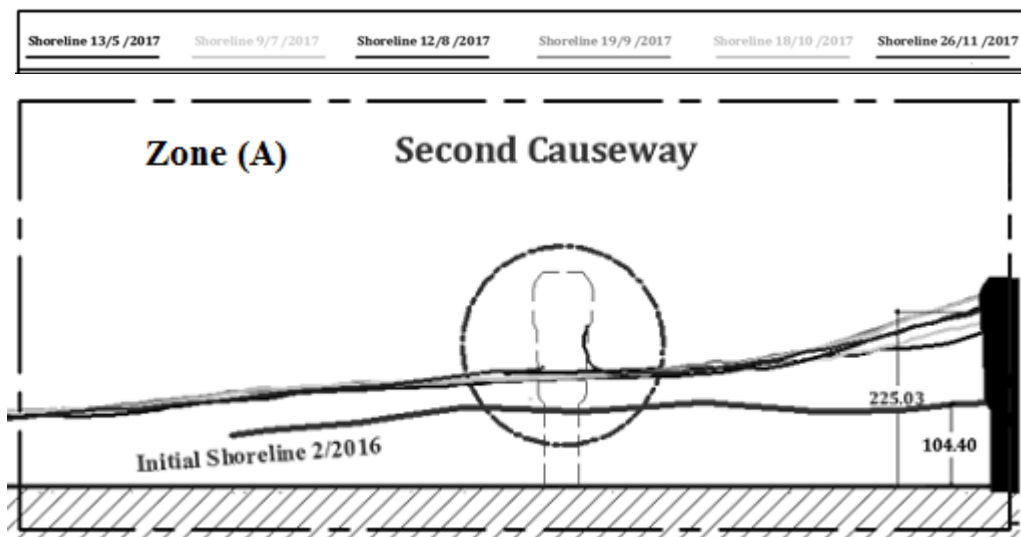 Shoreline 13/5 /2017 Shoreline 9/7 /2017 Shoreline 12/8 /2017 Shoreline 19/9 /2017 Shoreline 18/10 /2017 Shoreline 26/11 /2017
Zone (A) Second Causeway
225.03
104.40
Initial Shoreline 2/2016